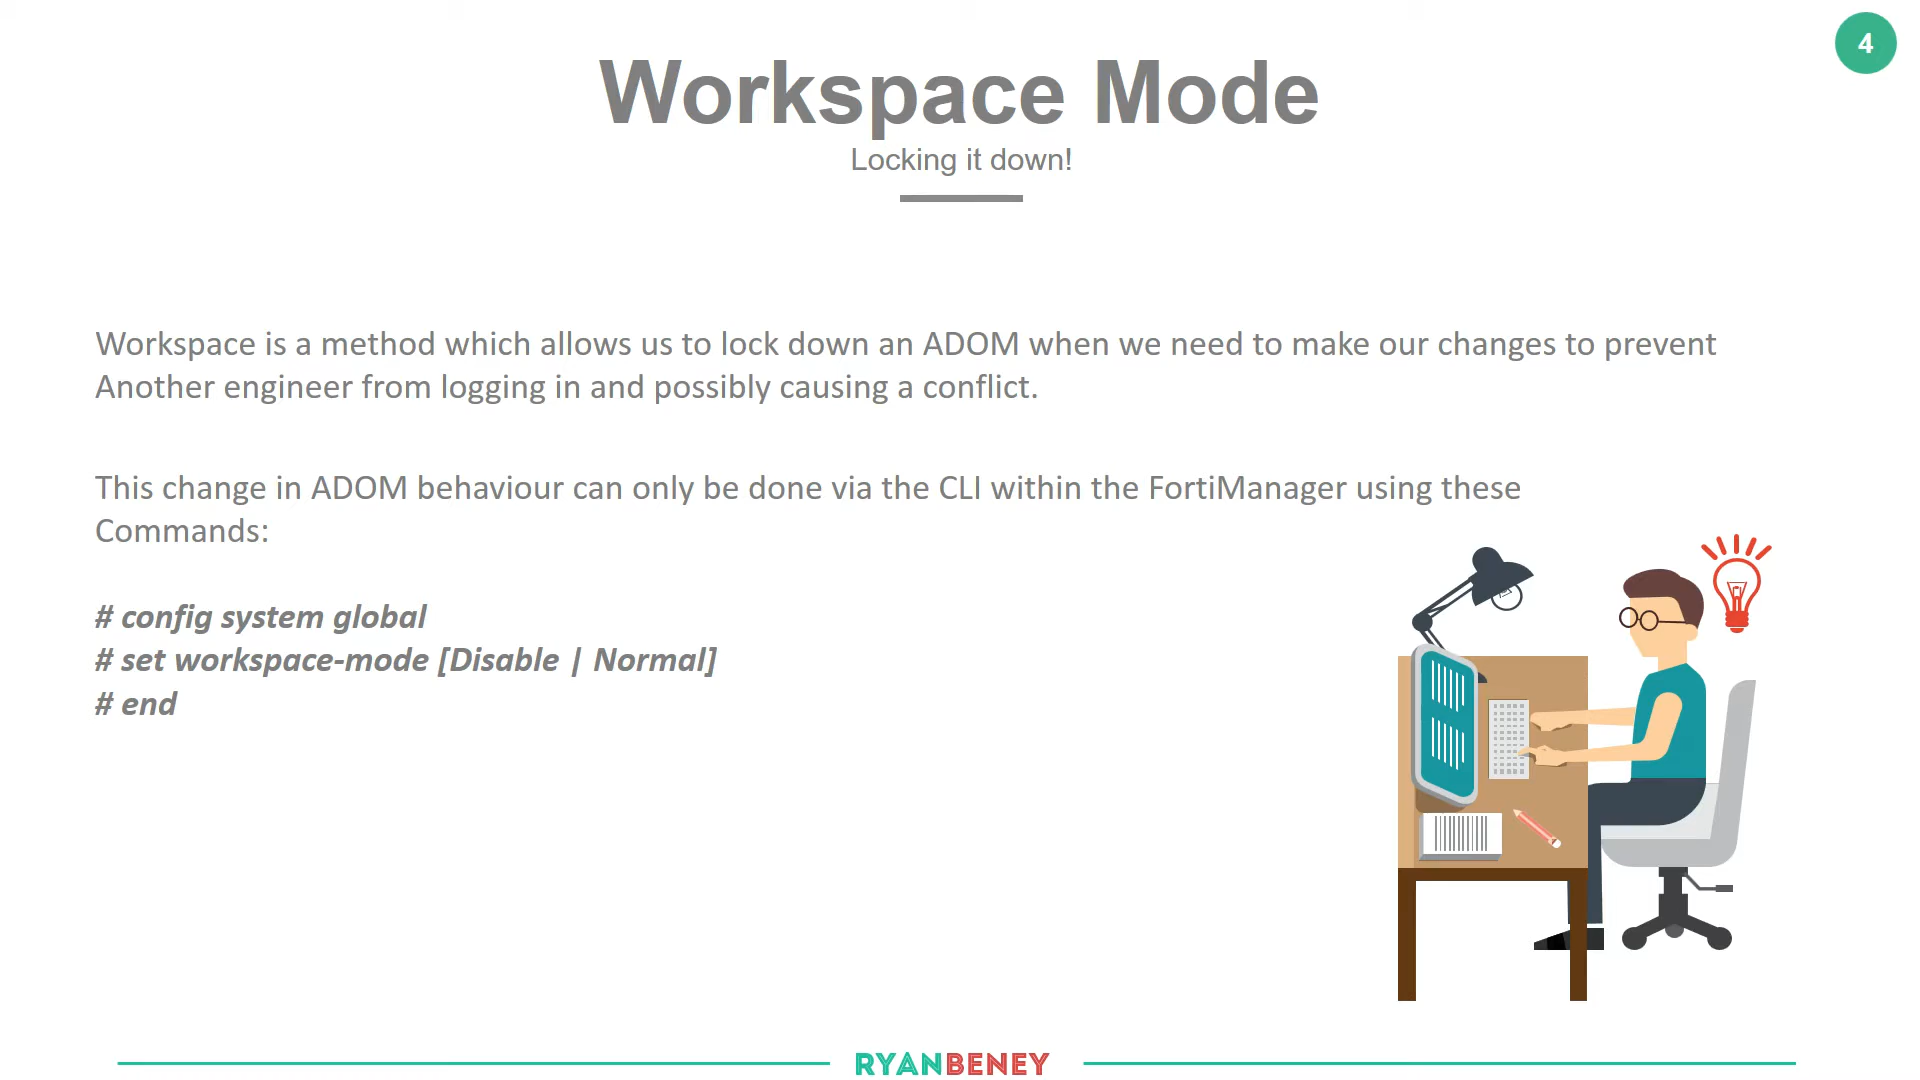 4
Workspace Mode
Locking it down!
Workspace is a method which allows us to lock down an ADOM when we need to make our changes to prevent
Another engineer from logging in and possibly causing a conflict.
This change in ADOM behaviour can only be done via the CLI within the FortiManager using these
Commands:
# config system global
# set workspace-mode [Disable | Normal]
# end
RYANBENEY